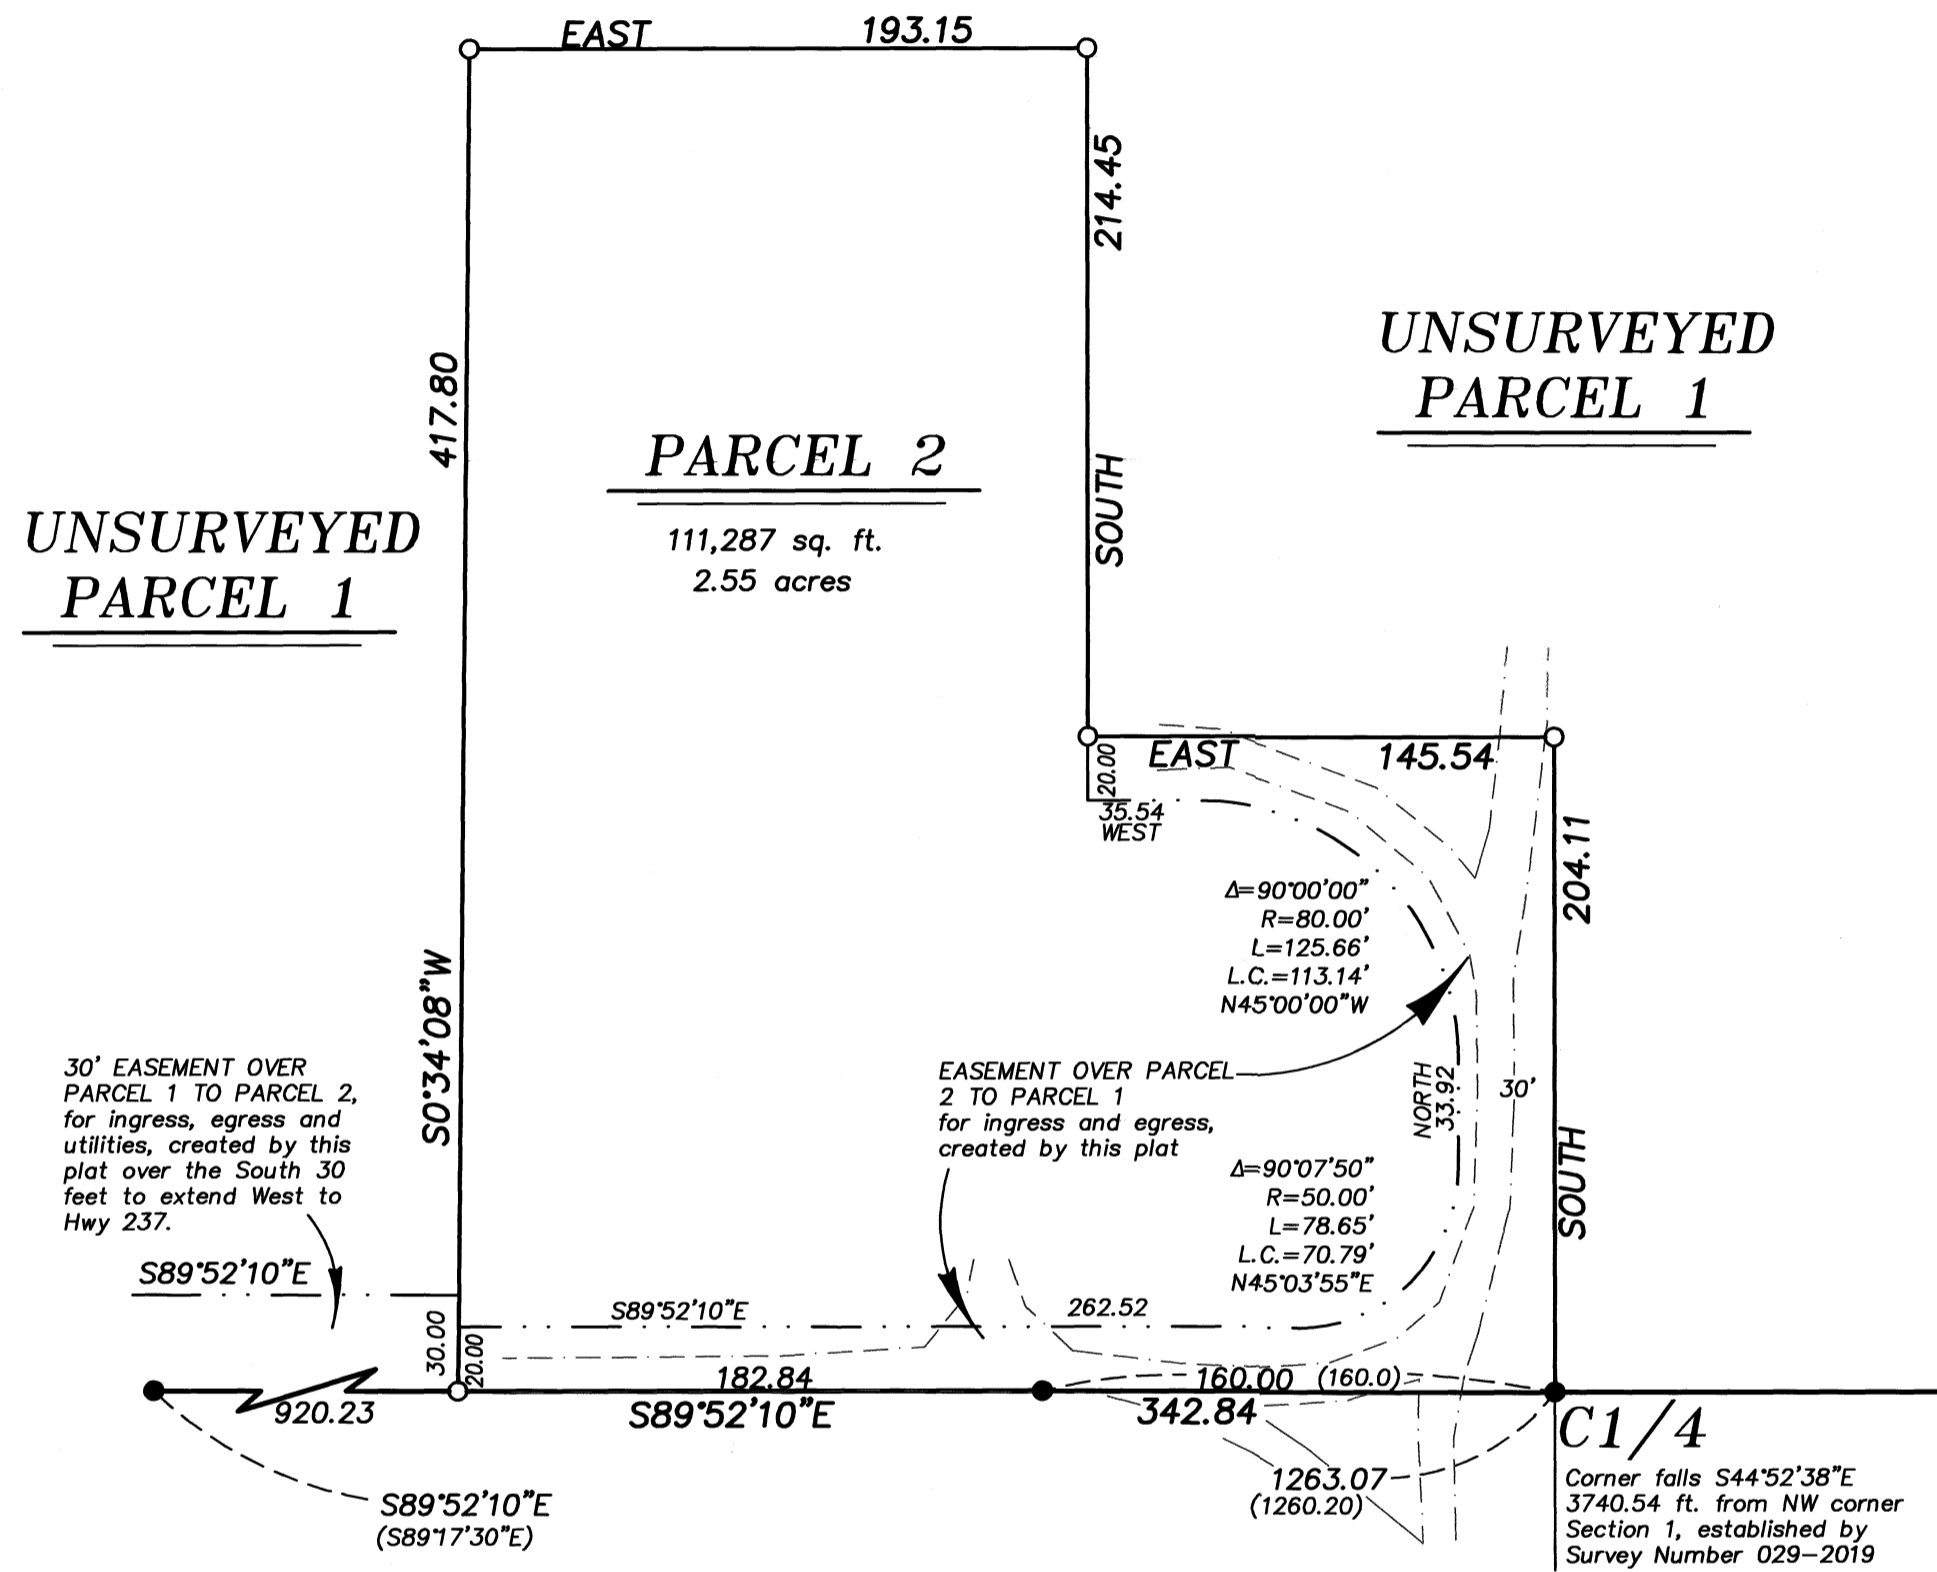 EAST 193.15
214.45
SOUTH
417.80
S0°34'08"W
UNSURVEYED
PARCEL 1
PARCEL 2
111,287 sq. ft.
2.55 acres
UNSURVEYED
PARCEL 1
20.00
EAST 145.54
35.54
WEST
204.11
SOUTH
Δ=90°00'00"
R=80.00'
L=125.66'
L.C.=113.14'
N45°00'00"W
30' EASEMENT OVER
PARCEL 1 TO PARCEL 2,
for ingress, egress and
utilities, created by this
plat over the South 30
feet to extend West to
Hwy 237.
EASEMENT OVER PARCEL
2 TO PARCEL 1
for ingress and egress,
created by this plat
NORTH
33.92
30'
Δ=90°07'50"
R=50.00'
L=78.65'
L.C.=70.79'
N45°03'55"E
S89°52'10"E
S89°52'10"E 262.52
30.00
20.00
182.84
160.00 (160.0)
920.23
S89°52'10"E
342.84
C1/4
Corner falls S44°52'38"E
3740.54 ft. from NW corner
Section 1, established by
Survey Number 029-2019
1263.07
(1260.20)
S89°52'10"E
(S89°17'30"E)